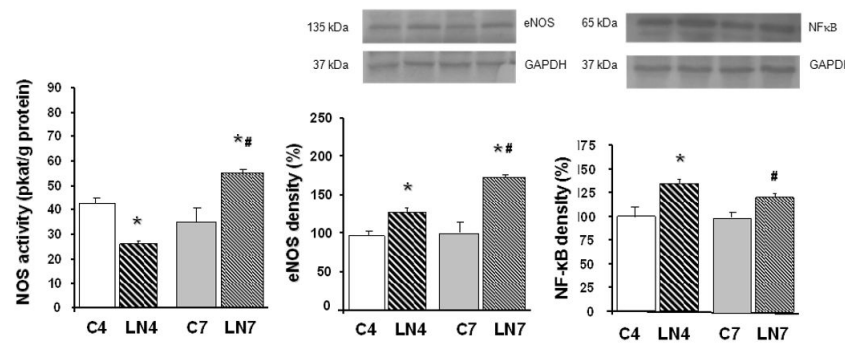 135 kDa
eNOS
37 kDa
GAPDH
65 kDa
NFκB
37 kDa
GAPD
NOS activity (pkat/g protein)
90
80
70
60
50
40
30
20
10
0
*
*#
C4 LN4 C7 LN7
eNOS density (%)
250
200
150
100
50
0
*
*#
C4 LN4 C7 LN7
NF-κB density (%)
175
150
125
100
75
50
25
0
*
#
C4 LN4 C7 LN7